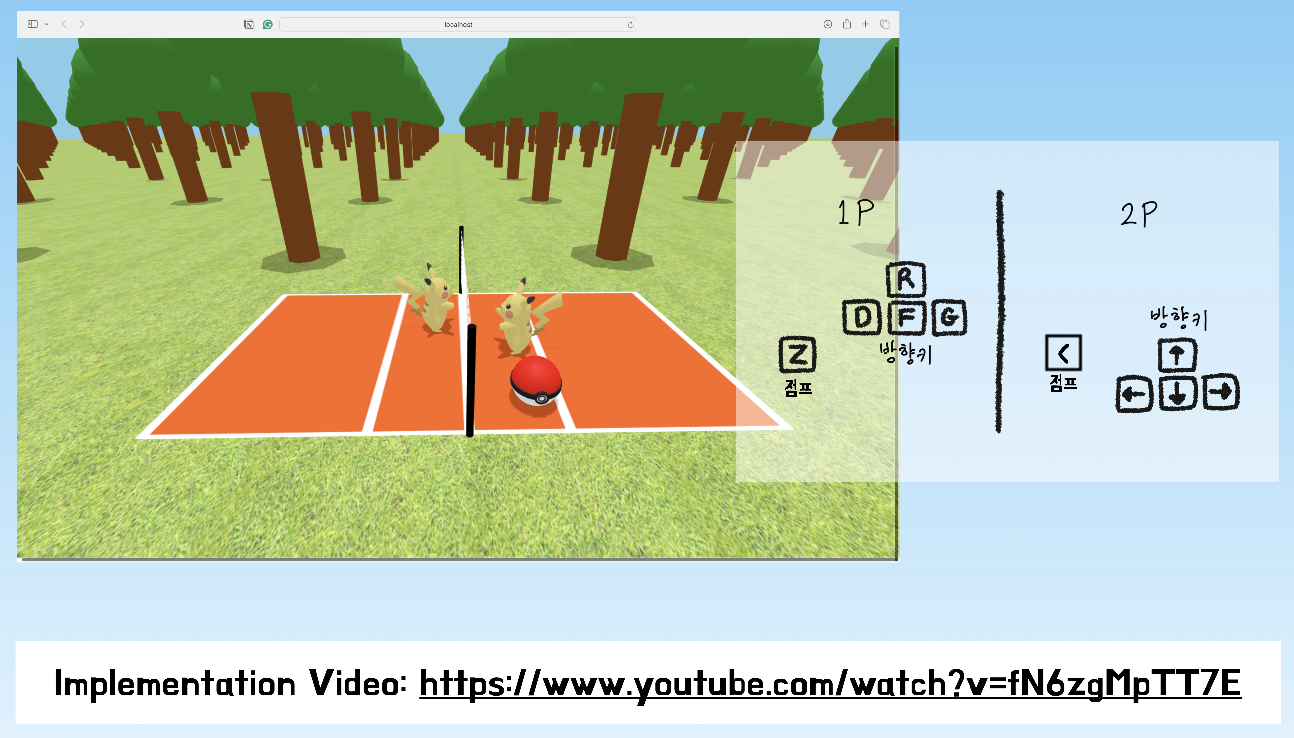 localhost
1P
2P
R
D F G
방향키
Z
점프
방향키
<
점프
↑
← ↓ →
Implementation Video: https://www.youtube.com/watch?v=fN6zgMpTT7E